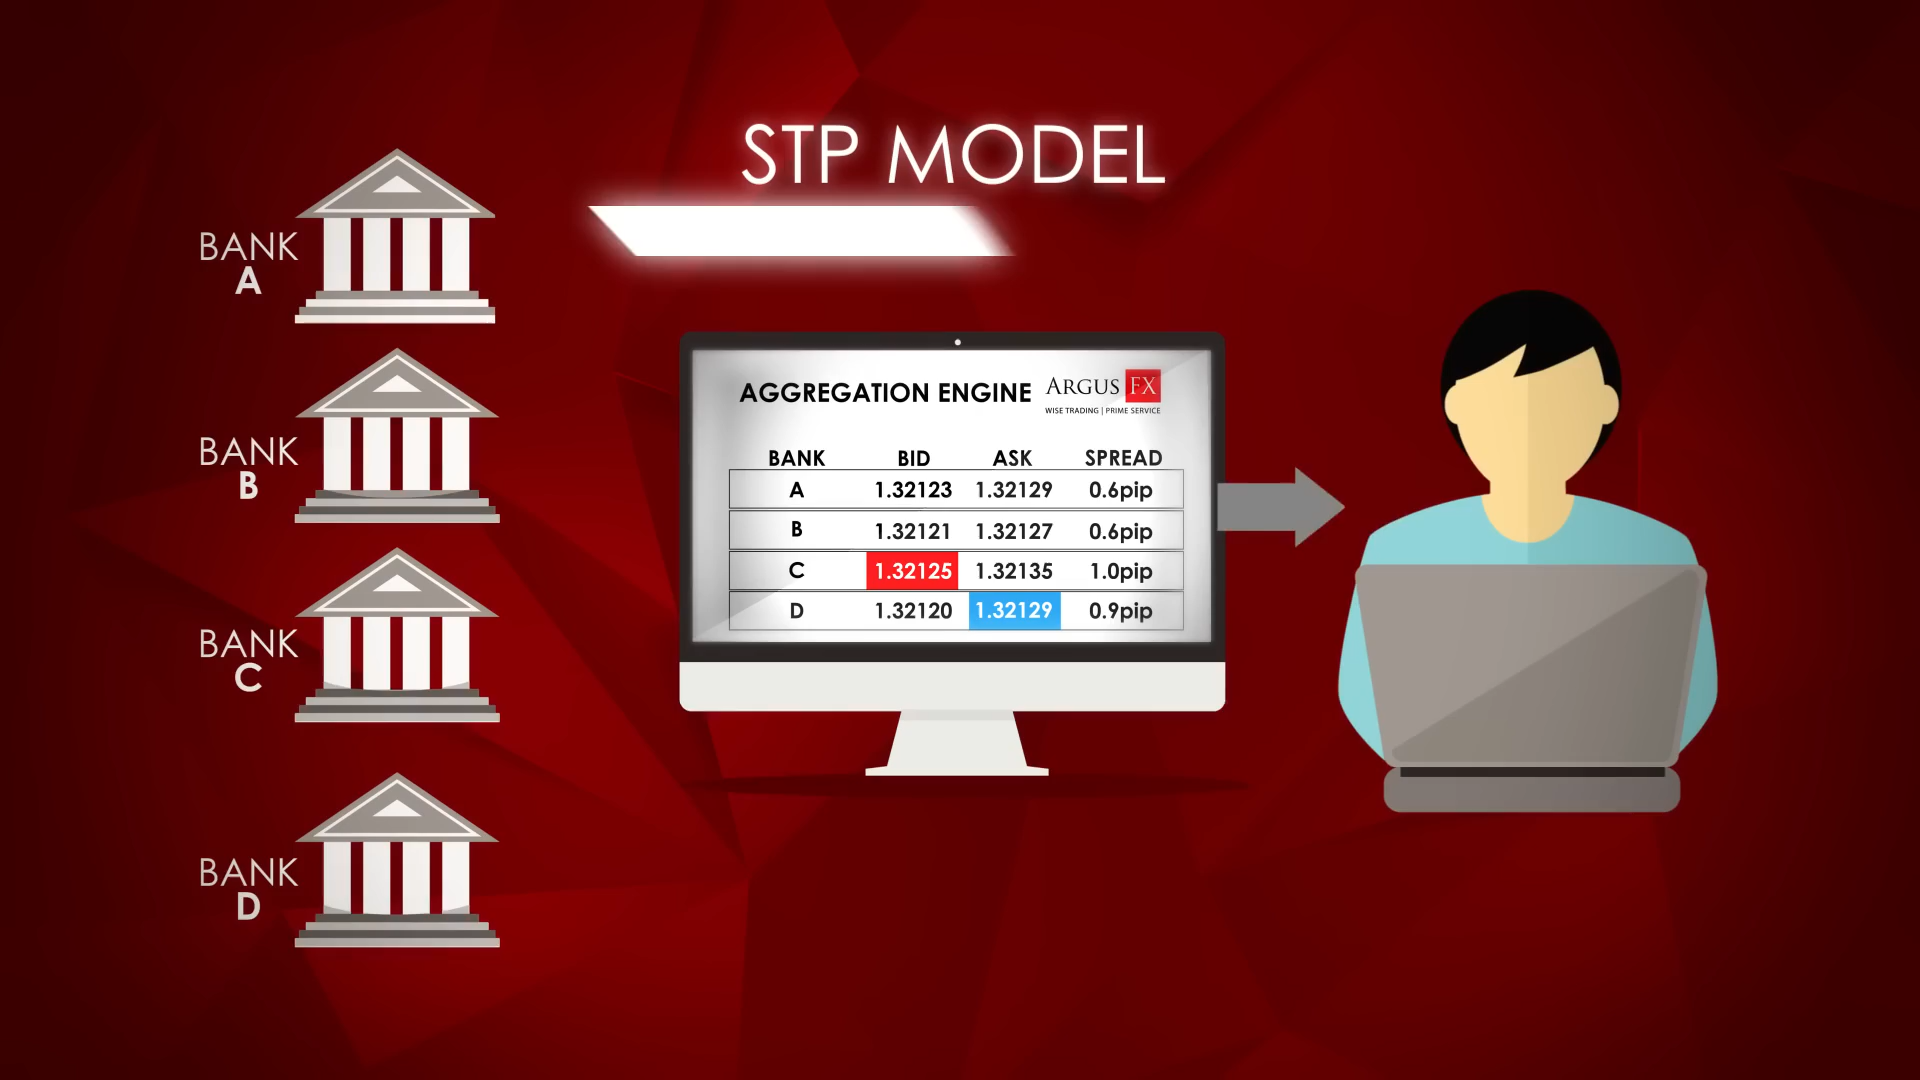 STP MODEL
BANK
A
BANK
B
BANK
C
BANK
D
AGGREGATION ENGINE
ARGUS FX
WISE TRADING | PRIME SERVICE
BANK BID ASK SPREAD
A 1.32123 1.32129 0.6pip
B 1.32121 1.32127 0.6pip
C 1.32125 1.32135 1.0pip
D 1.32120 1.32129 0.9pip